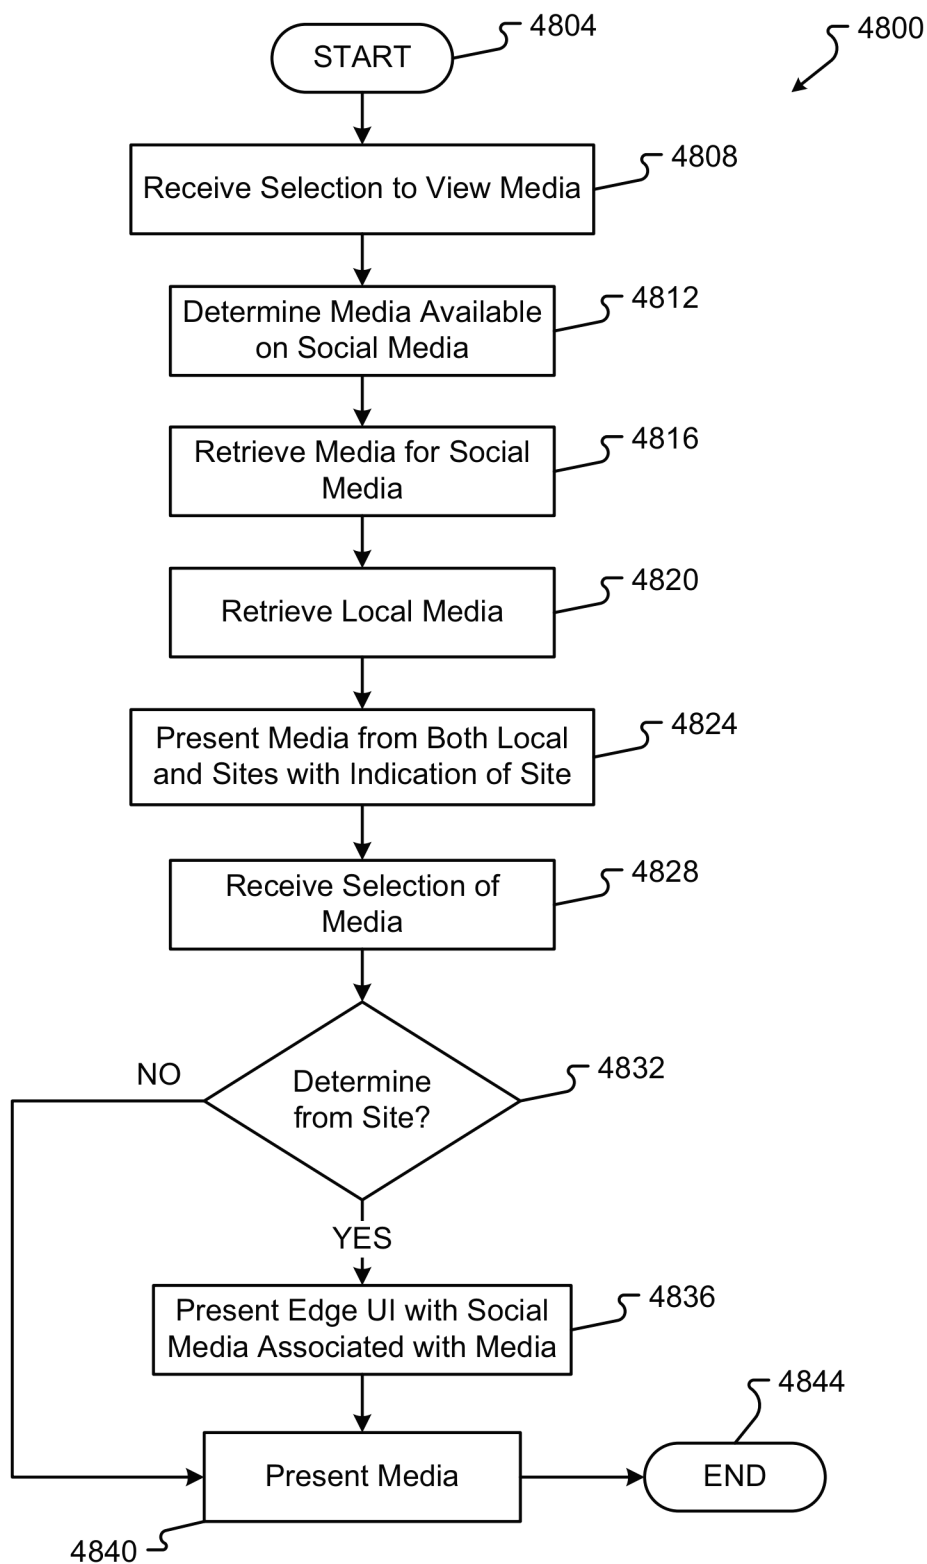 4804
START
4800
4808
Receive Selection to View Media
4812
Determine Media Available
on Social Media
4816
Retrieve Media for Social
Media
4820
Retrieve Local Media
4824
Present Media from Both Local
and Sites with Indication of Site
4828
Receive Selection of
Media
NO
4832
Determine
from Site?
YES
4836
Present Edge UI with Social
Media Associated with Media
4844
Present Media
END
4840